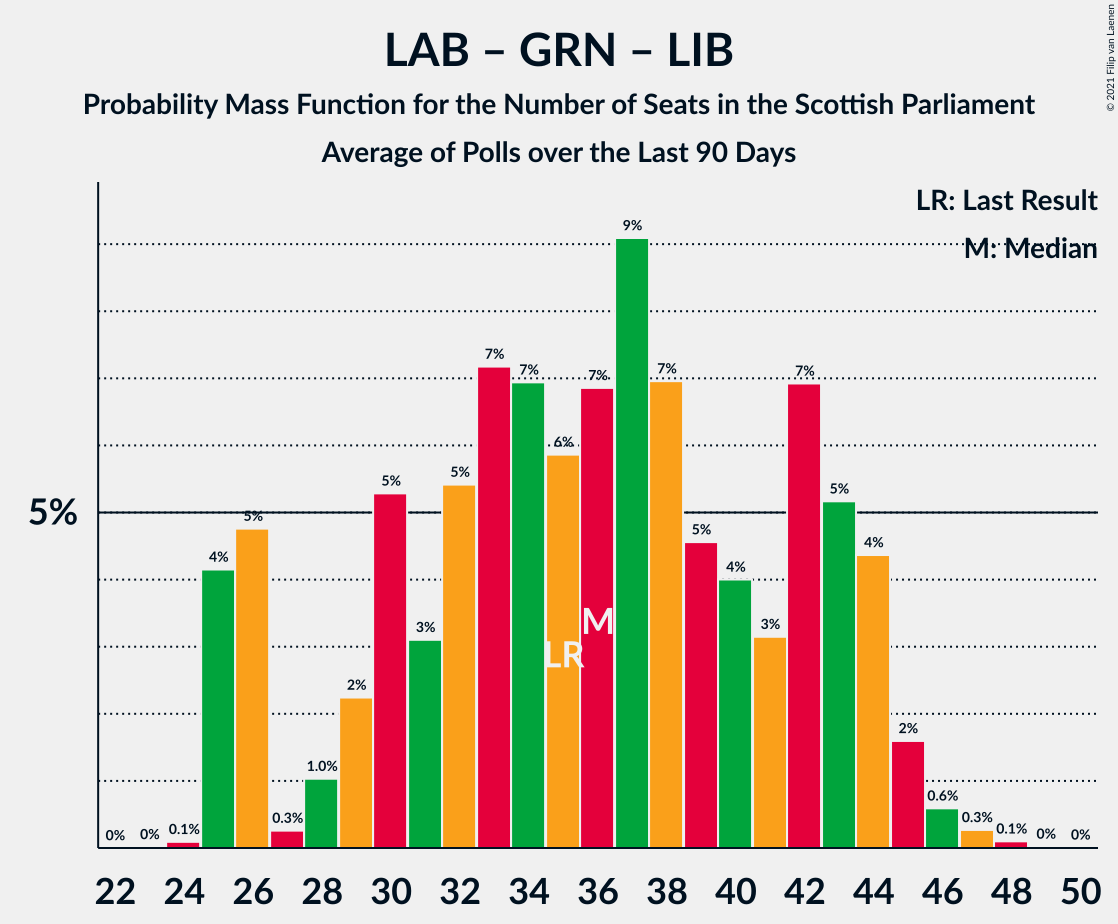 LAB – GRN – LIB
Probability Mass Function for the Number of Seats in the Scottish Parliament
Average of Polls over the Last 90 Days
© 2021 Filip van Laenen
LR: Last Result
M: Median
5%
0% 0% 0.1% 4% 5% 0.3% 1.0% 2% 5% 3% 5% 7% 7% 6% 7% 9% 7% 5% 4% 3% 7% 5% 4% 2% 0.6% 0.3% 0.1% 0% 0%
M
LR
22 24 26 28 30 32 34 36 38 40 42 44 46 48 50